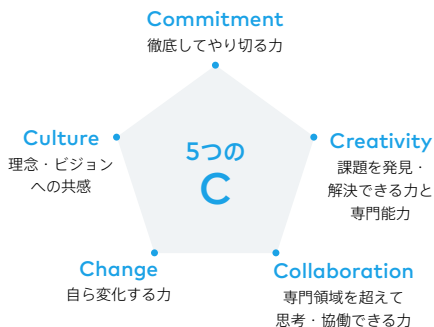 Commitment
徹底してやり切る力
Culture
理念・ビジョン
への共感
5つの
C
Creativity
課題を発見・
解決できる力と
専門能力
Change
自ら変化する力
Collaboration
専門領域を超えて
思考・協働できる力